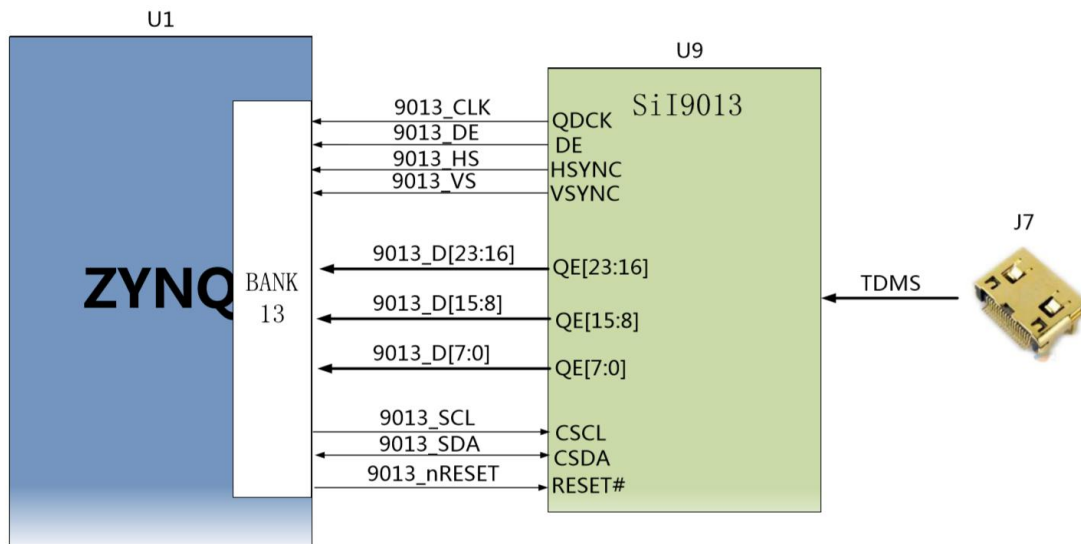 U1
U9
SiI9013
9013_CLK
QDCK
9013_DE
DE
9013_HS
HSYNC
9013_VS
VSYNC
J7
9013_D[23:16]
QE[23:16]
ZYNQ
BANK
13
TDMS
9013_D[15:8]
QE[15:8]
9013_D[7:0]
QE[7:0]
9013_SCL
CSCL
9013_SDA
CSDA
9013_nRESET
RESET#